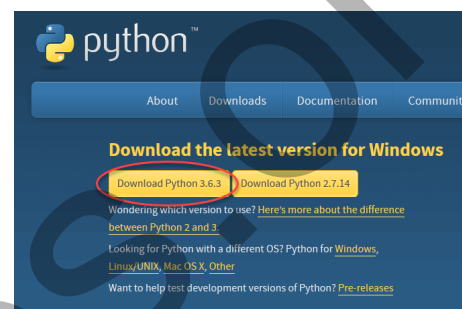 python™
About Downloads Documentation Communit
Download the latest version for Windows
Download Python 3.6.3 Download Python 2.7.14
Wondering which version to use? Here's more about the difference
between Python 2 and 3.
Looking for Python with a different OS? Python for Windows,
Linux/UNIX, Mac OS X, Other
Want to help test development versions of Python? Pre-releases